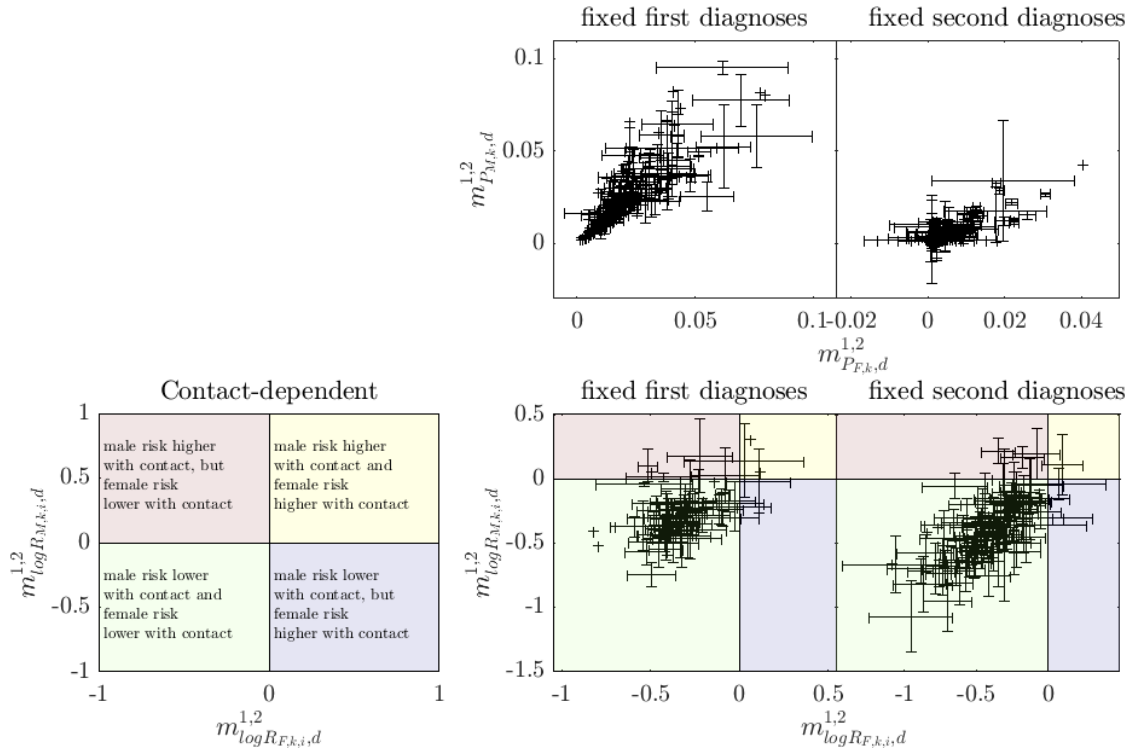 fixed first diagnoses
fixed second diagnoses
0.1
0.05
0
m^{1,2}_{P_{M,k},d}
0
0.05
0.1
-0.02
0
0.02
0.04
m^{1,2}_{P_{F,k},d}
Contact-dependent
1
0.5
0
-0.5
-1
m^{1,2}_{logR_{M,k,i},d}
male risk higher
with contact, but
female risk
lower with contact
male risk higher
with contact and
female risk
higher with contact
male risk lower
with contact and
female risk
lower with contact
male risk lower
with contact, but
female risk
higher with contact
-1
0
1
m^{1,2}_{logR_{F,k,i},d}
fixed first diagnoses
fixed second diagnoses
0.5
0
-0.5
-1
-1.5
m^{1,2}_{logR_{M,k,i},d}
-1
-0.5
0
0.5
-1
-0.5
0
m^{1,2}_{logR_{F,k,i},d}